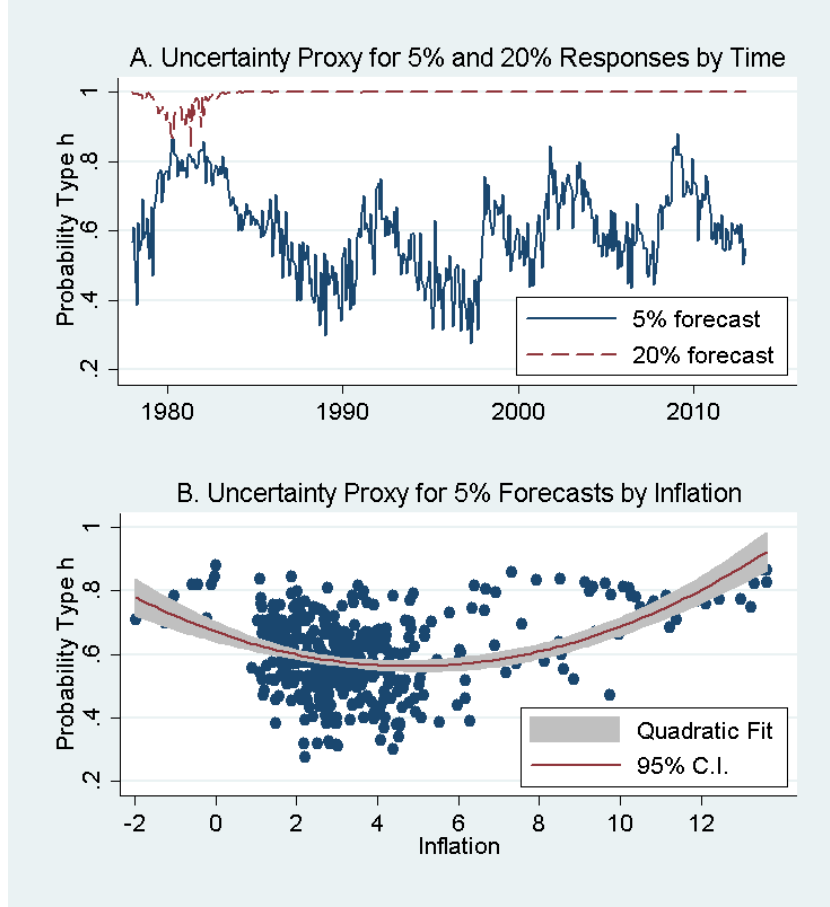 A. Uncertainty Proxy for 5% and 20% Responses by Time
Probability Type h
1
.8
.6
.4
.2
5% forecast
20% forecast
1980 1990 2000 2010
B. Uncertainty Proxy for 5% Forecasts by Inflation
Probability Type h
1
.8
.6
.4
.2
Quadratic Fit
95% C.I.
-2 0 2 4 6 8 10 12
Inflation